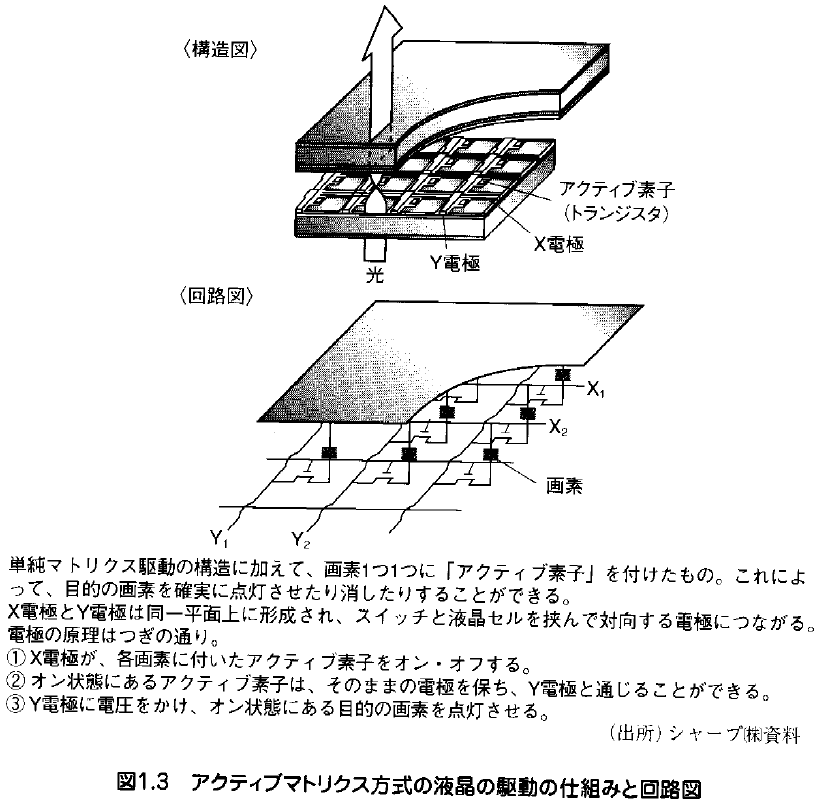 〈構造図〉
アクティブ素子
(トランジスタ)
X電極
Y電極
光
〈回路図〉
X₁
X₂
画素
Y₁
Y₂
単純マトリクス駆動の構造に加えて、画素1つ1つに「アクティブ素子」を付けたもの。これによ
って、目的の画素を確実に点灯させたり消したりすることができる。
X電極とY電極は同一平面上に形成され、スイッチと液晶セルを挟んで対向する電極につながる。
電極の原理はつぎの通り。
① X電極が、各画素に付いたアクティブ素子をオン・オフする。
② オン状態にあるアクティブ素子は、そのままの電極を保ち、Y電極と通じることができる。
③ Y電極に電圧をかけ、オン状態にある目的の画素を点灯させる。
(出所)シャープ㈱資料
図1.3 アクティブマトリクス方式の液晶の駆動の仕組みと回路図